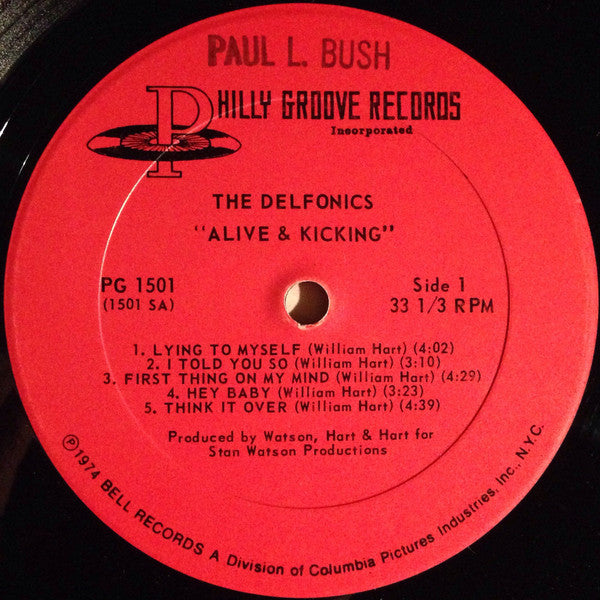 PAUL L. BUSH
PHILLY GROOVE RECORDS
Incorporated
THE DELFONICS
"ALIVE & KICKING"
PG 1501
(1501 SA)
Side 1
33 1/3 RPM
1. LYING TO MYSELF (William Hart) (4:02)
2. I TOLD YOU SO (William Hart) (3:10)
3. FIRST THING ON MY MIND (William Hart) (4:29)
4. HEY BABY (William Hart) (3:23)
5. THINK IT OVER (William Hart) (4:39)
Produced by Watson, Hart & Hart for
Stan Watson Productions
℗1974 BELL RECORDS A Division of Columbia Pictures Industries, Inc., N.Y.C.